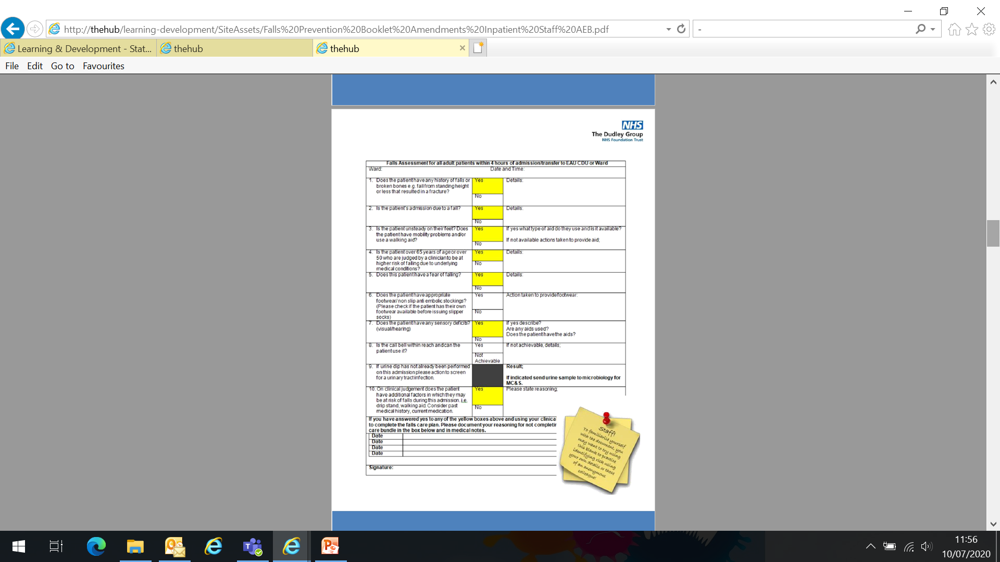 http://thehub/learning-development/SiteAssets/Falls%20Prevention%20Booklet%20Amendments%20Inpatient%20Staff%20AEB.pdf
-
Learning & Development - Stat...
thehub
thehub
File Edit Go to Favourites
NHS
The Dudley Group
NHS Foundation Trust
Falls Assessment for all adult patients within 4 hours of admission/transfer to EAU CDU or Ward
Ward: Date and Time:
1. Does the patient have any history of falls or
broken bones e.g. fall from standing height
or less that resulted in a fracture?
Yes
No
Details:
2. Is the patient's admission due to a fall?
Yes
No
Details:
3. Is the patient unsteady on their feet? Does
the patient have mobility problems and/or
use a walking aid?
Yes
No
If yes what type of aid do they use and is it available?
If not available actions taken to provide aid;
4. Is the patient over 65 years of age or over
50 who are judged by a clinician to be at
higher risk of falling due to underlying
medical conditions?
Yes
No
Details:
5. Does this patient have a fear of falling?
Yes
No
Details:
6. Does the patient have appropriate
footwear/ non slip anti embolic stockings?
(Please check if the patient has their own
footwear available before issuing slipper
socks)
Yes
No
Action taken to provide footwear:
7. Does the patient have any sensory deficits?
(visual/hearing)
Yes
No
If yes describe?
Are any aids used?
Does the patient have the aids?
8. Is the call bell within reach and can the
patient use it?
Yes
Not
Achievable
If not achievable, details;
9. If urine dip has not already been performed
on this admission please action to screen
for a urinary tract infection.
Result;
If indicated send urine sample to microbiology for
MC&S.
10. On clinical judgement does the patient
have additional factors in which they may
be at risk of falls during this admission. i.e.
drip stand, walking aid. Consider past
medical history, current medication.
Yes
No
Please state reasoning;
If you have answered yes to any of the yellow boxes above and using your clinica
to complete the falls care plan. Please document your reasoning for not completin
care bundle in the box below and in medical notes.
Date
Date
Date
Date
Signature:
Staff!
To familiarise yourself
with the document, you
may want to try using
this blank to practice
identifying risk using
your own details or those
of an anonymous
colleague!
11:56
10/07/2020